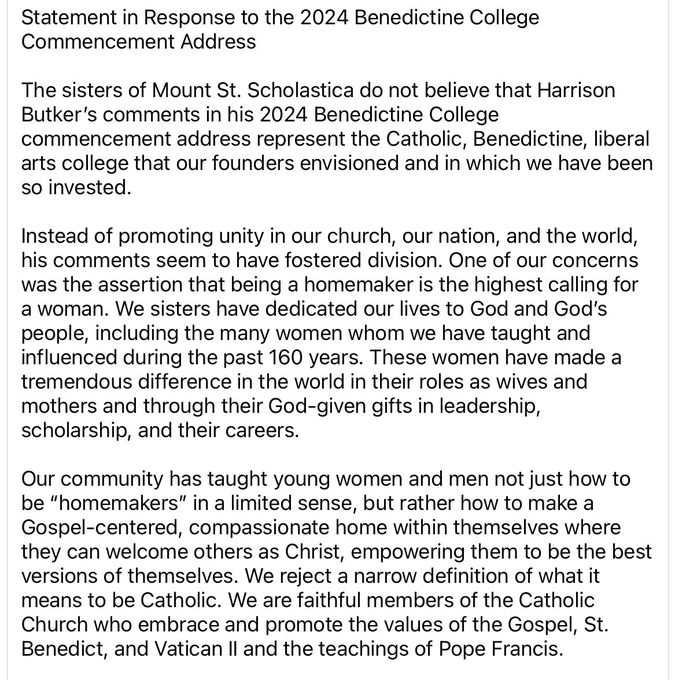 Statement in Response to the 2024 Benedictine College
Commencement Address
The sisters of Mount St. Scholastica do not believe that Harrison
Butker's comments in his 2024 Benedictine College
commencement address represent the Catholic, Benedictine, liberal
arts college that our founders envisioned and in which we have been
so invested.
Instead of promoting unity in our church, our nation, and the world,
his comments seem to have fostered division. One of our concerns
was the assertion that being a homemaker is the highest calling for
a woman. We sisters have dedicated our lives to God and God's
people, including the many women whom we have taught and
influenced during the past 160 years. These women have made a
tremendous difference in the world in their roles as wives and
mothers and through their God-given gifts in leadership,
scholarship, and their careers.
Our community has taught young women and men not just how to
be "homemakers" in a limited sense, but rather how to make a
Gospel-centered, compassionate home within themselves where
they can welcome others as Christ, empowering them to be the best
versions of themselves. We reject a narrow definition of what it
means to be Catholic. We are faithful members of the Catholic
Church who embrace and promote the values of the Gospel, St.
Benedict, and Vatican II and the teachings of Pope Francis.